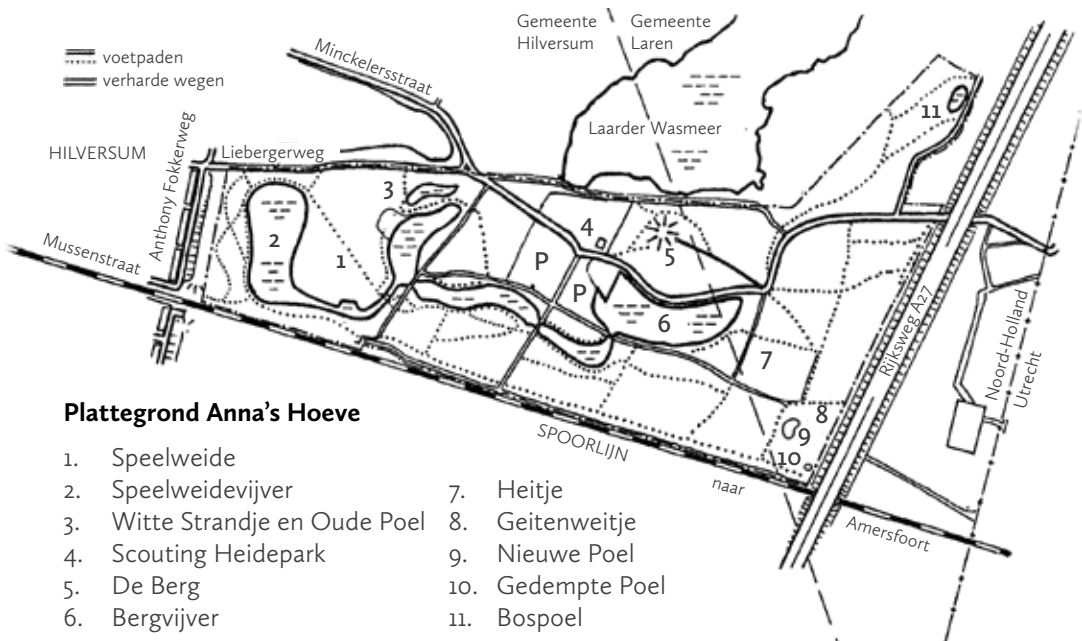 Gemeente Hilversum
Gemeente Laren
voetpaden
verharde wegen
Minckelersstraat
Laarder Wasmeer
11
HILVERSUM
Liebergerweg
Anthony Fokkerweg
3
4
2
Mussenstraat
1
P
5
P
6
7
Rijksweg A27
Noord-Holland
Utrecht
8
9
10
SPOORLIJN
naar
Amersfoort
Plattegrond Anna's Hoeve
1. Speelweide
2. Speelweidevijver
3. Witte Strandje en Oude Poel
4. Scouting Heidepark
5. De Berg
6. Bergvijver
7. Heitje
8. Geitenweitje
9. Nieuwe Poel
10. Gedempte Poel
11. Bospoel